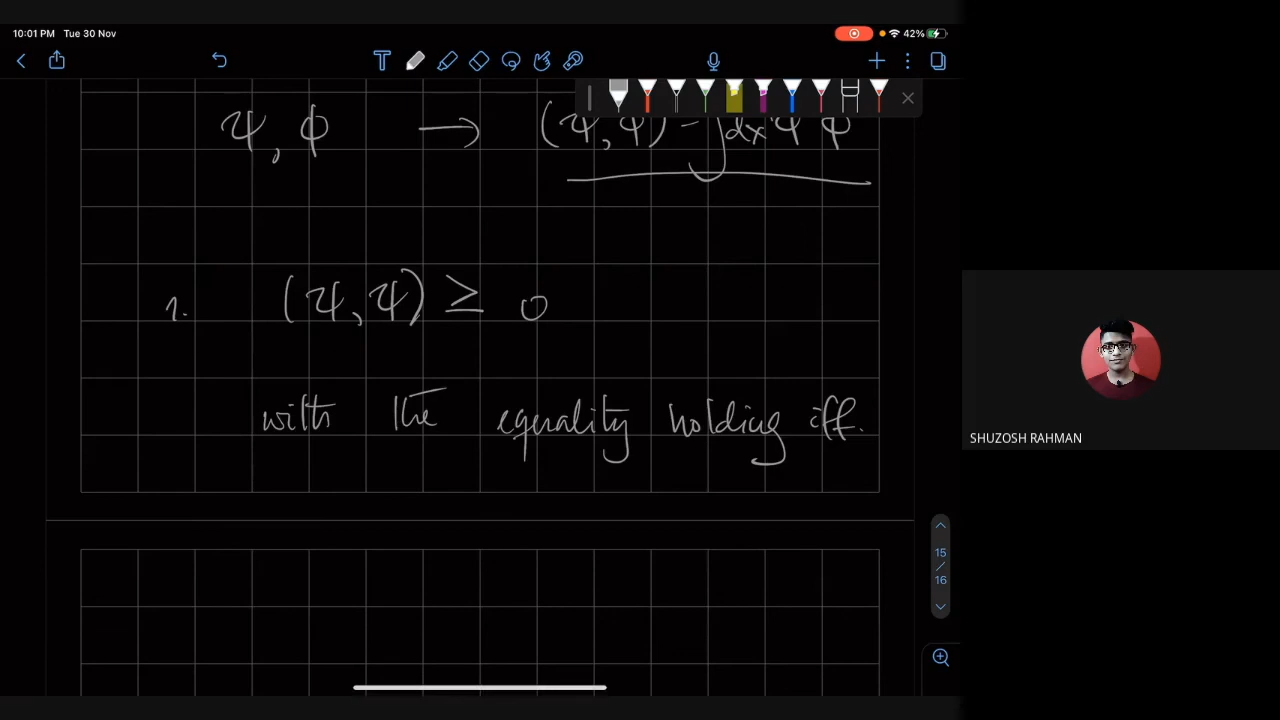 10:01 PM Tue 30 Nov 42%
ψ, φ → (ψ, φ) = ∫dx ψ* φ
1. (ψ, ψ) ≥ 0
with the equality holding iff.
SHUZOSH RAHMAN
15
/
16